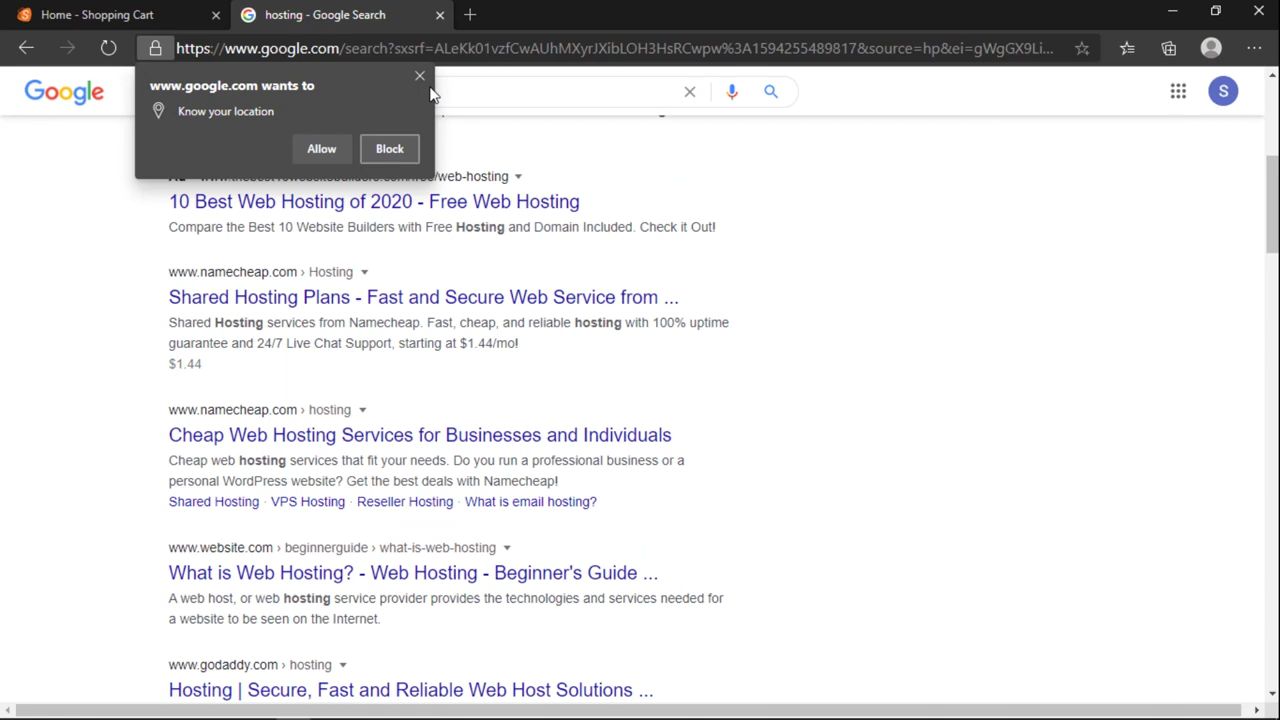 Home - Shopping Cart
hosting - Google Search
https://www.google.com/search?sxsrf=ALeKk01vzfCwAUhMXyrJXibLOH3HsRCwpw%3A1594255489817&source=hp&ei=gWgGX9Li...
Google
S
www.google.com wants to
Know your location
Allow
Block
/web-hosting
10 Best Web Hosting of 2020 - Free Web Hosting
Compare the Best 10 Website Builders with Free Hosting and Domain Included. Check it Out!
www.namecheap.com › Hosting
Shared Hosting Plans - Fast and Secure Web Service from ...
Shared Hosting services from Namecheap. Fast, cheap, and reliable hosting with 100% uptime
guarantee and 24/7 Live Chat Support, starting at $1.44/mo!
$1.44
www.namecheap.com › hosting
Cheap Web Hosting Services for Businesses and Individuals
Cheap web hosting services that fit your needs. Do you run a professional business or a
personal WordPress website? Get the best deals with Namecheap!
Shared Hosting · VPS Hosting · Reseller Hosting · What is email hosting?
www.website.com › beginnerguide › what-is-web-hosting
What is Web Hosting? - Web Hosting - Beginner's Guide ...
A web host, or web hosting service provider provides the technologies and services needed for
a website to be seen on the Internet.
www.godaddy.com › hosting
Hosting | Secure, Fast and Reliable Web Host Solutions ...